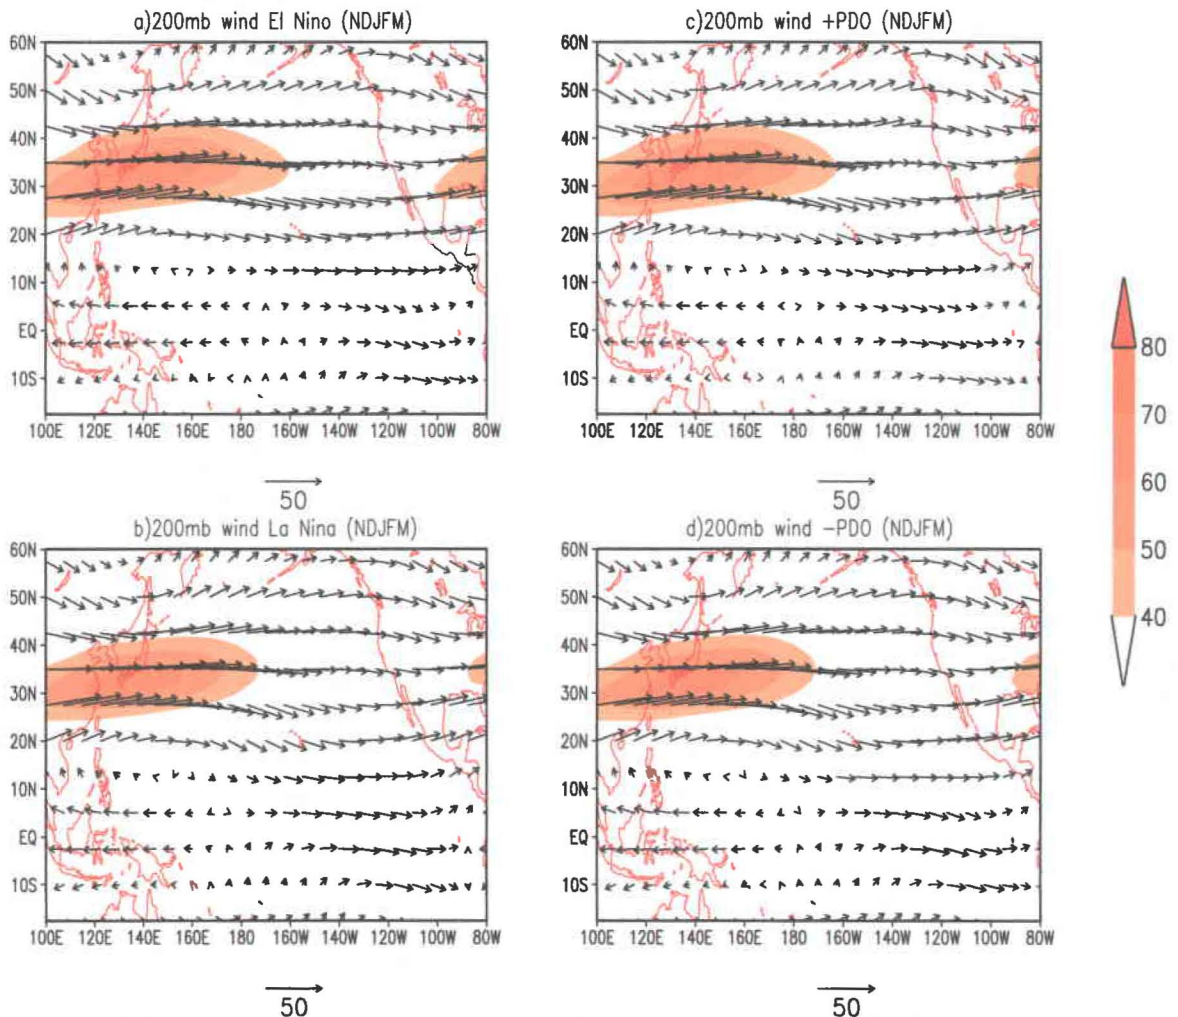 a)200mb wind El Nino (NDJFM)
60N
50N
40N
30N
20N
10N
EQ
10S
100E 120E 140E 160E 180 160W 140W 120W 100W 80W
50
c)200mb wind +PDO (NDJFM)
60N
50N
40N
30N
20N
10N
EQ
10S
100E 120E 140E 160E 180 160W 140W 120W 100W 80W
50
b)200mb wind La Nina (NDJFM)
60N
50N
40N
30N
20N
10N
EQ
10S
100E 120E 140E 160E 180 160W 140W 120W 100W 80W
50
d)200mb wind -PDO (NDJFM)
60N
50N
40N
30N
20N
10N
EQ
10S
100E 120E 140E 160E 180 160W 140W 120W 100W 80W
50
80
70
60
50
40